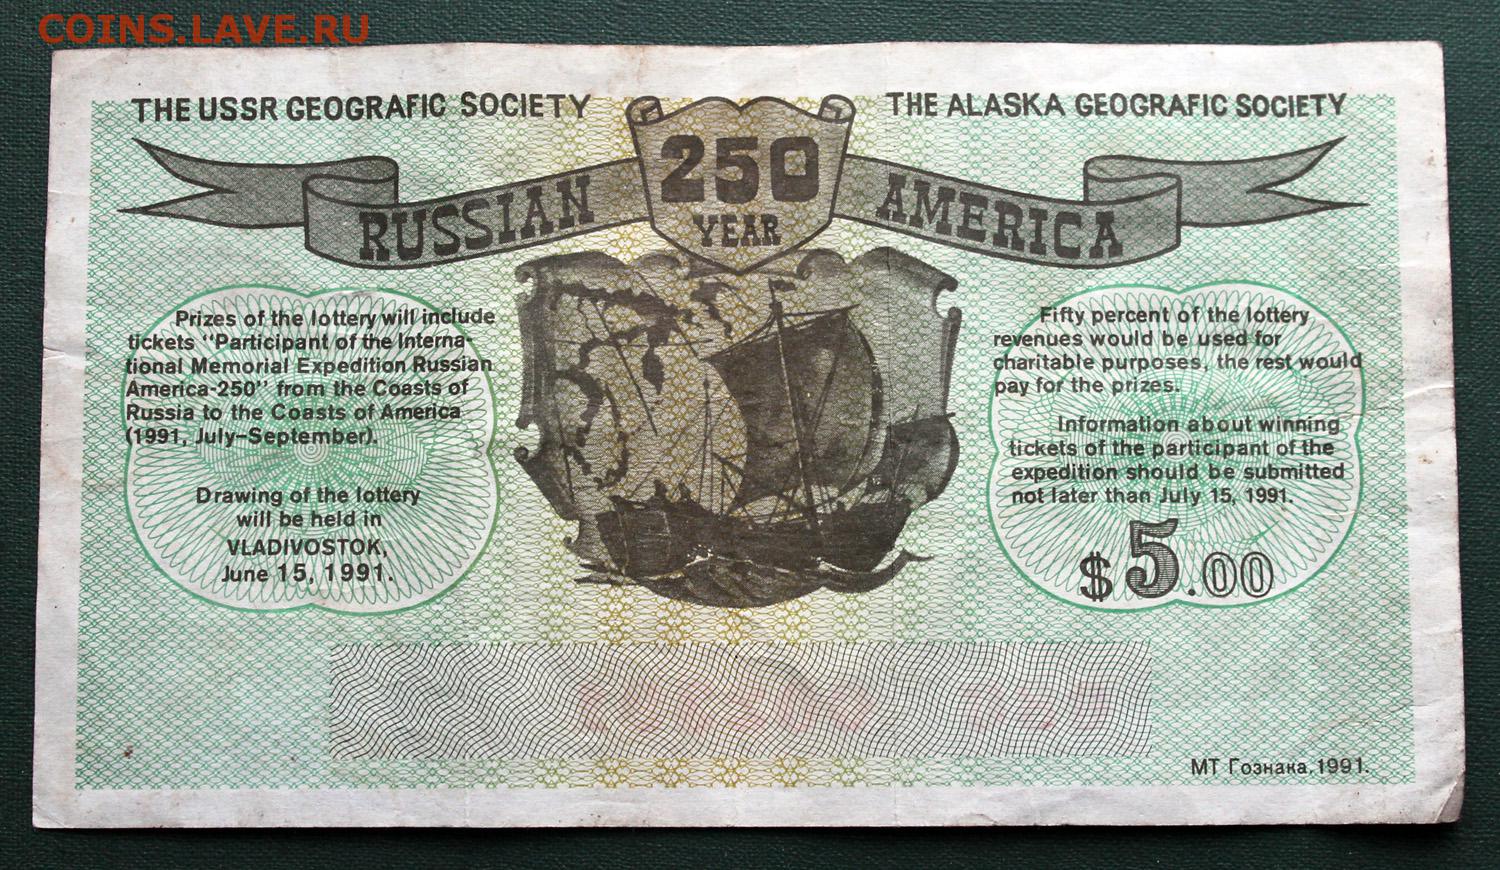 COINS.LAVE.RU
THE USSR GEOGRAFIC SOCIETY
THE ALASKA GEOGRAFIC SOCIETY
250
YEAR
RUSSIAN
AMERICA
Prizes of the lottery will include
tickets "Participant of the Interna-
tional Memorial Expedition Russian
America-250" from the Coasts of
Russia to the Coasts of America
(1991, July–September).
Drawing of the lottery
will be held in
VLADIVOSTOK,
June 15, 1991.
Fifty percent of the lottery
revenues would be used for
charitable purposes, the rest would
pay for the prizes.
Information about winning
tickets of the participant of the
expedition should be submitted
not later than July 15, 1991.
$5.00
МТ Гознака, 1991.